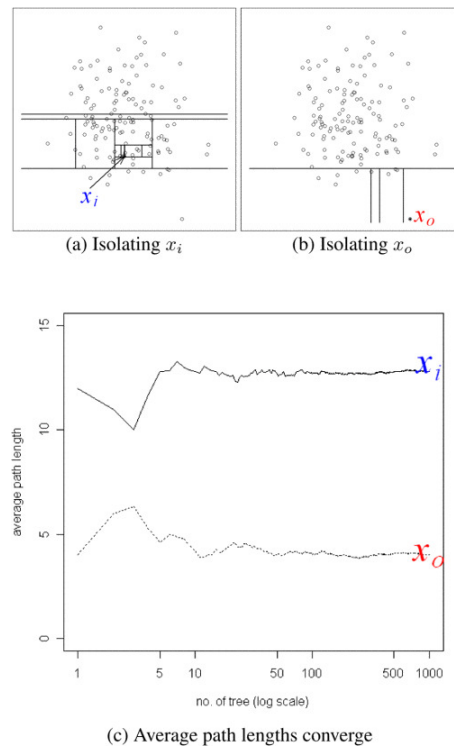 x_i
x_o
(a) Isolating x_i
(b) Isolating x_o
15
10
5
0
average path length
x_i
x_o
1 5 10 50 100 500 1000
no. of tree (log scale)
(c) Average path lengths converge